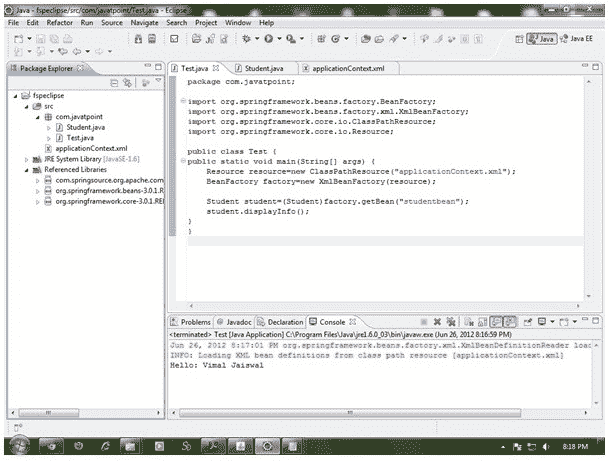 Java - fspeclipse/src/com/javatpoint/Test.java - Eclipse
File Edit Refactor Run Source Navigate Search Project Window Help
Java Java EE
Package Explorer
fspeclipse
src
com.javatpoint
Student.java
Test.java
applicationContext.xml
JRE System Library [JavaSE-1.6]
Referenced Libraries
com.springsource.org.apache.com
org.springframework.beans-3.0.1.RE
org.springframework.core-3.0.1.REI
Test.java Student.java applicationContext.xml
package com.javatpoint;
import org.springframework.beans.factory.BeanFactory;
import org.springframework.beans.factory.xml.XmlBeanFactory;
import org.springframework.core.io.ClassPathResource;
import org.springframework.core.io.Resource;
public class Test {
public static void main(String[] args) {
Resource resource=new ClassPathResource("applicationContext.xml");
BeanFactory factory=new XmlBeanFactory(resource);
Student student=(Student)factory.getBean("studentbean");
student.displayInfo();
}
}
Problems @ Javadoc Declaration Console
<terminated> Test [Java Application] C:\Program Files\Java\jre1.6.0_03\bin\javaw.exe (Jun 26, 2012 8:16:59 PM)
Jun 26, 2012 8:17:01 PM org.springframework.beans.factory.xml.XmlBeanDefinitionReader load
INFO: Loading XML bean definitions from class path resource [applicationContext.xml]
Hello: Vimal Jaiswal
8:18 PM